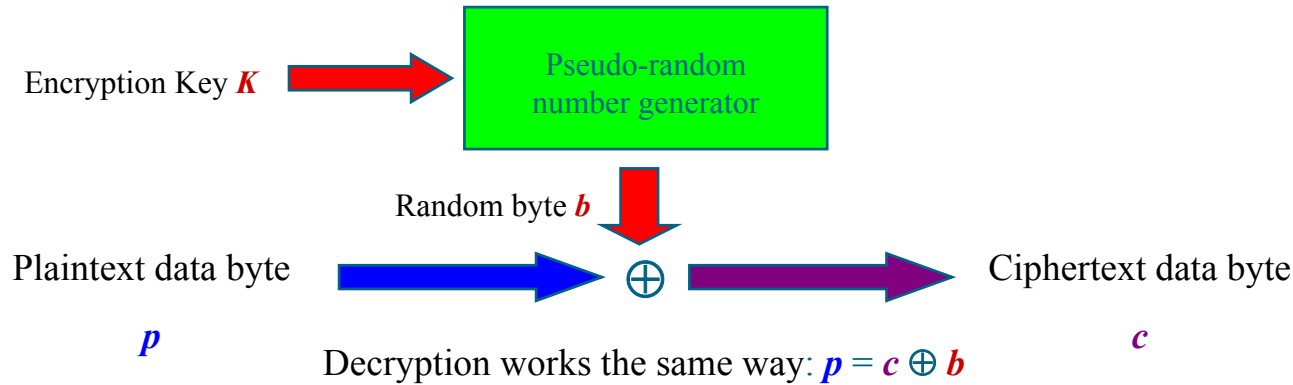 Pseudo-random
number generator
Encryption Key K
Random byte b
Plaintext data byte
p
⊕
Ciphertext data byte
c
Decryption works the same way: p = c ⊕ b